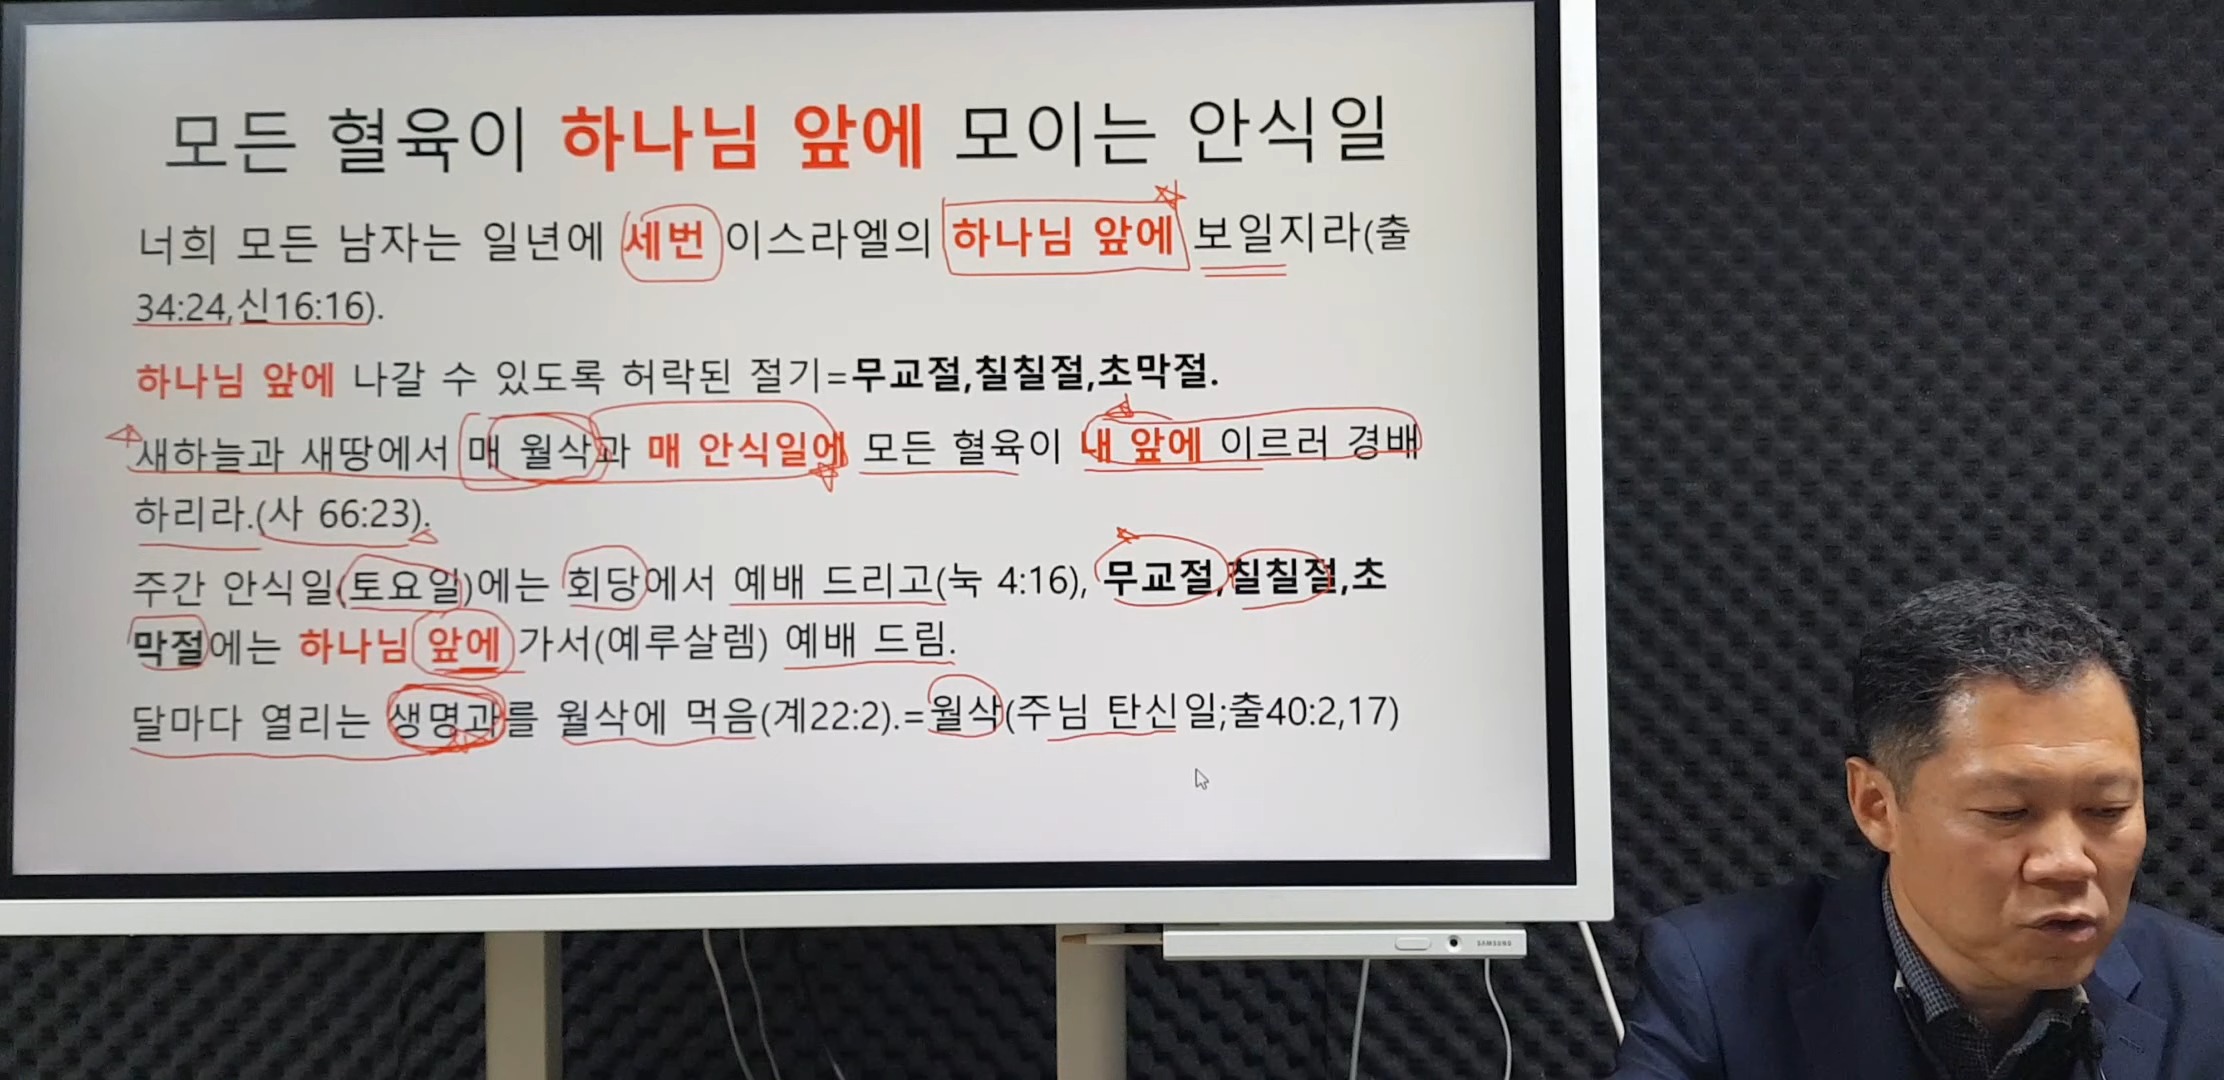 모든 혈육이 하나님 앞에 모이는 안식일
너희 모든 남자는 일년에 세번 이스라엘의 하나님 앞에 보일지라(출
34:24,신16:16).
하나님 앞에 나갈 수 있도록 허락된 절기=무교절,칠칠절,초막절.
새하늘과 새땅에서 매 월삭과 매 안식일에 모든 혈육이 내 앞에 이르러 경배
하리라.(사 66:23).
주간 안식일(토요일)에는 회당에서 예배 드리고(눅 4:16), 무교절,칠칠절,초
막절에는 하나님 앞에 가서(예루살렘) 예배 드림.
달마다 열리는 생명과를 월삭에 먹음(계22:2).=월삭(주님 탄신일;출40:2,17)
SAMSUNG